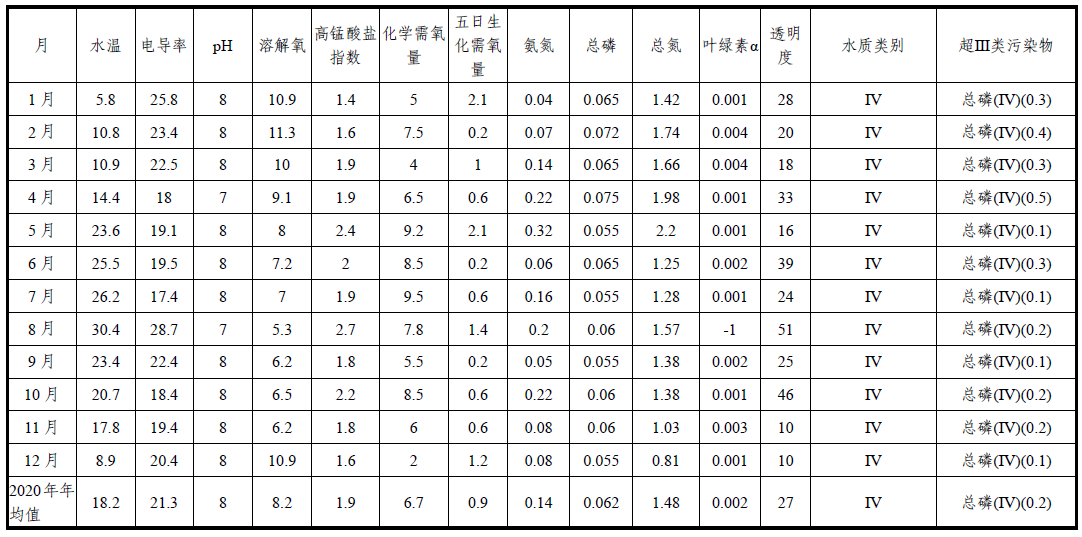 月 水温 电导率 pH 溶解氧 高锰酸盐指数 化学需氧量 五日生化需氧量 氨氮 总磷 总氮 叶绿素α 透明度 水质类别 超Ⅲ类污染物
1月 5.8 25.8 8 10.9 1.4 5 2.1 0.04 0.065 1.42 0.001 28 IV 总磷(IV)(0.3)
2月 10.8 23.4 8 11.3 1.6 7.5 0.2 0.07 0.072 1.74 0.004 20 IV 总磷(IV)(0.4)
3月 10.9 22.5 8 10 1.9 4 1 0.14 0.065 1.66 0.004 18 IV 总磷(IV)(0.3)
4月 14.4 18 7 9.1 1.9 6.5 0.6 0.22 0.075 1.98 0.001 33 IV 总磷(IV)(0.5)
5月 23.6 19.1 8 8 2.4 9.2 2.1 0.32 0.055 2.2 0.001 16 IV 总磷(IV)(0.1)
6月 25.5 19.5 8 7.2 2 8.5 0.2 0.06 0.065 1.25 0.002 39 IV 总磷(IV)(0.3)
7月 26.2 17.4 8 7 1.9 9.5 0.6 0.16 0.055 1.28 0.001 24 IV 总磷(IV)(0.1)
8月 30.4 28.7 7 5.3 2.7 7.8 1.4 0.2 0.06 1.57 -1 51 IV 总磷(IV)(0.2)
9月 23.4 22.4 8 6.2 1.8 5.5 0.2 0.05 0.055 1.38 0.002 25 IV 总磷(IV)(0.1)
10月 20.7 18.4 8 6.5 2.2 8.5 0.6 0.22 0.06 1.38 0.001 46 IV 总磷(IV)(0.2)
11月 17.8 19.4 8 6.2 1.8 6 0.6 0.08 0.06 1.03 0.003 10 IV 总磷(IV)(0.2)
12月 8.9 20.4 8 10.9 1.6 2 1.2 0.08 0.055 0.81 0.001 10 IV 总磷(IV)(0.1)
2020年年均值 18.2 21.3 8 8.2 1.9 6.7 0.9 0.14 0.062 1.48 0.002 27 IV 总磷(IV)(0.2)